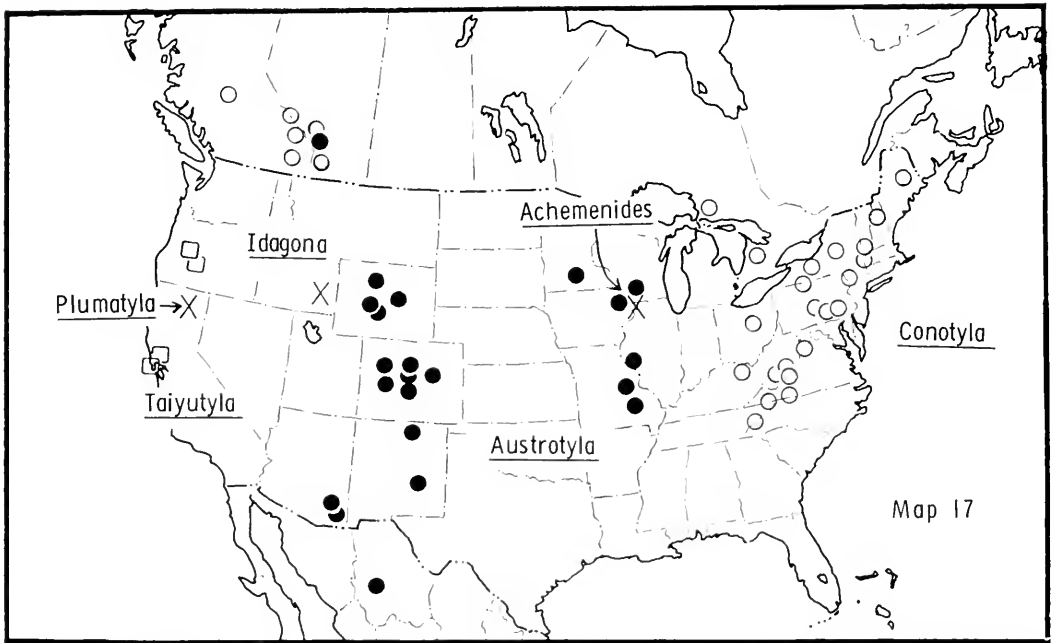 Achemenides
Idagona
Plumatyla
Conotyla
Taiyutyla
Austrotyla
Map 17